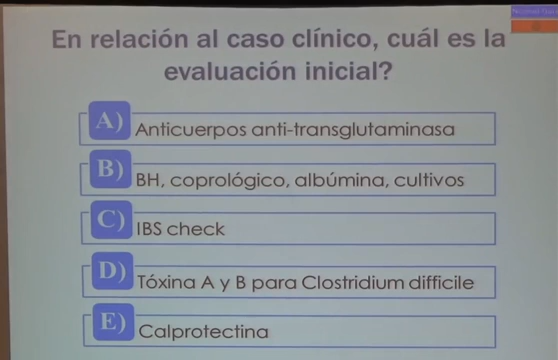 En relación al caso clínico, cuál es la
evaluación inicial?
A) Anticuerpos anti-transglutaminasa
B) BH, coprológico, albúmina, cultivos
C) IBS check
D) Tóxina A y B para Clostridium difficile
E) Calprotectina